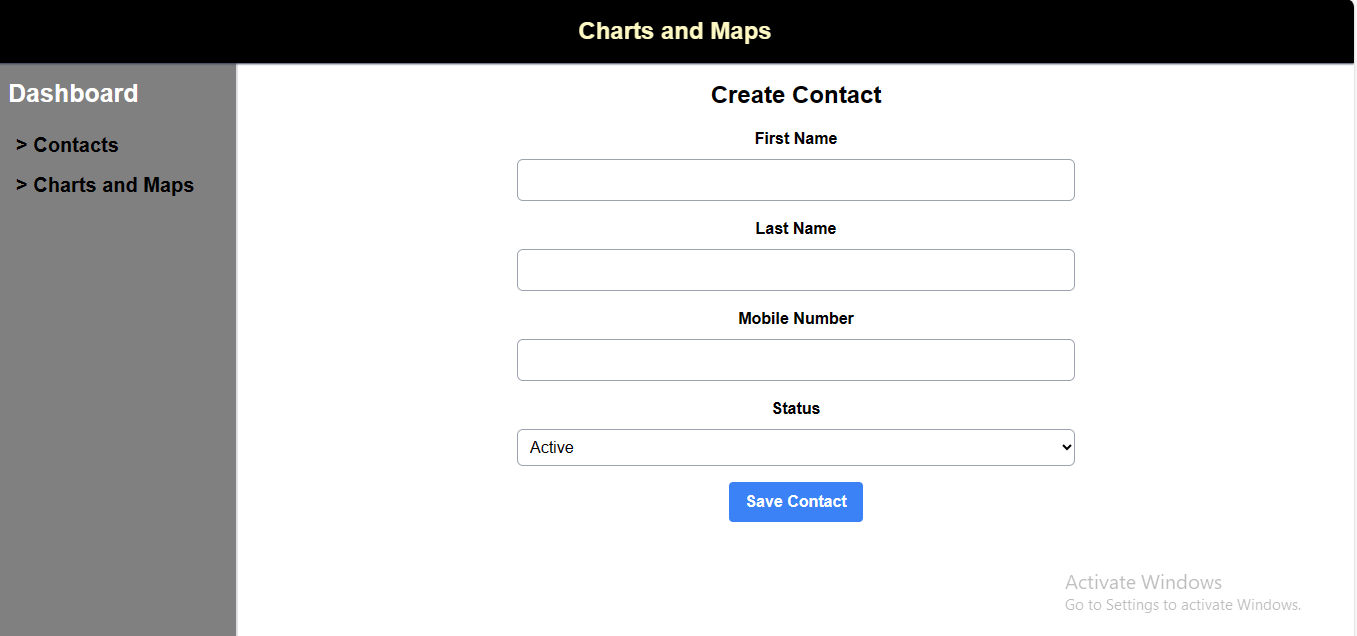 Charts and Maps
Dashboard
> Contacts
> Charts and Maps
Create Contact
First Name
Last Name
Mobile Number
Status
Active
Save Contact
Activate Windows
Go to Settings to activate Windows.